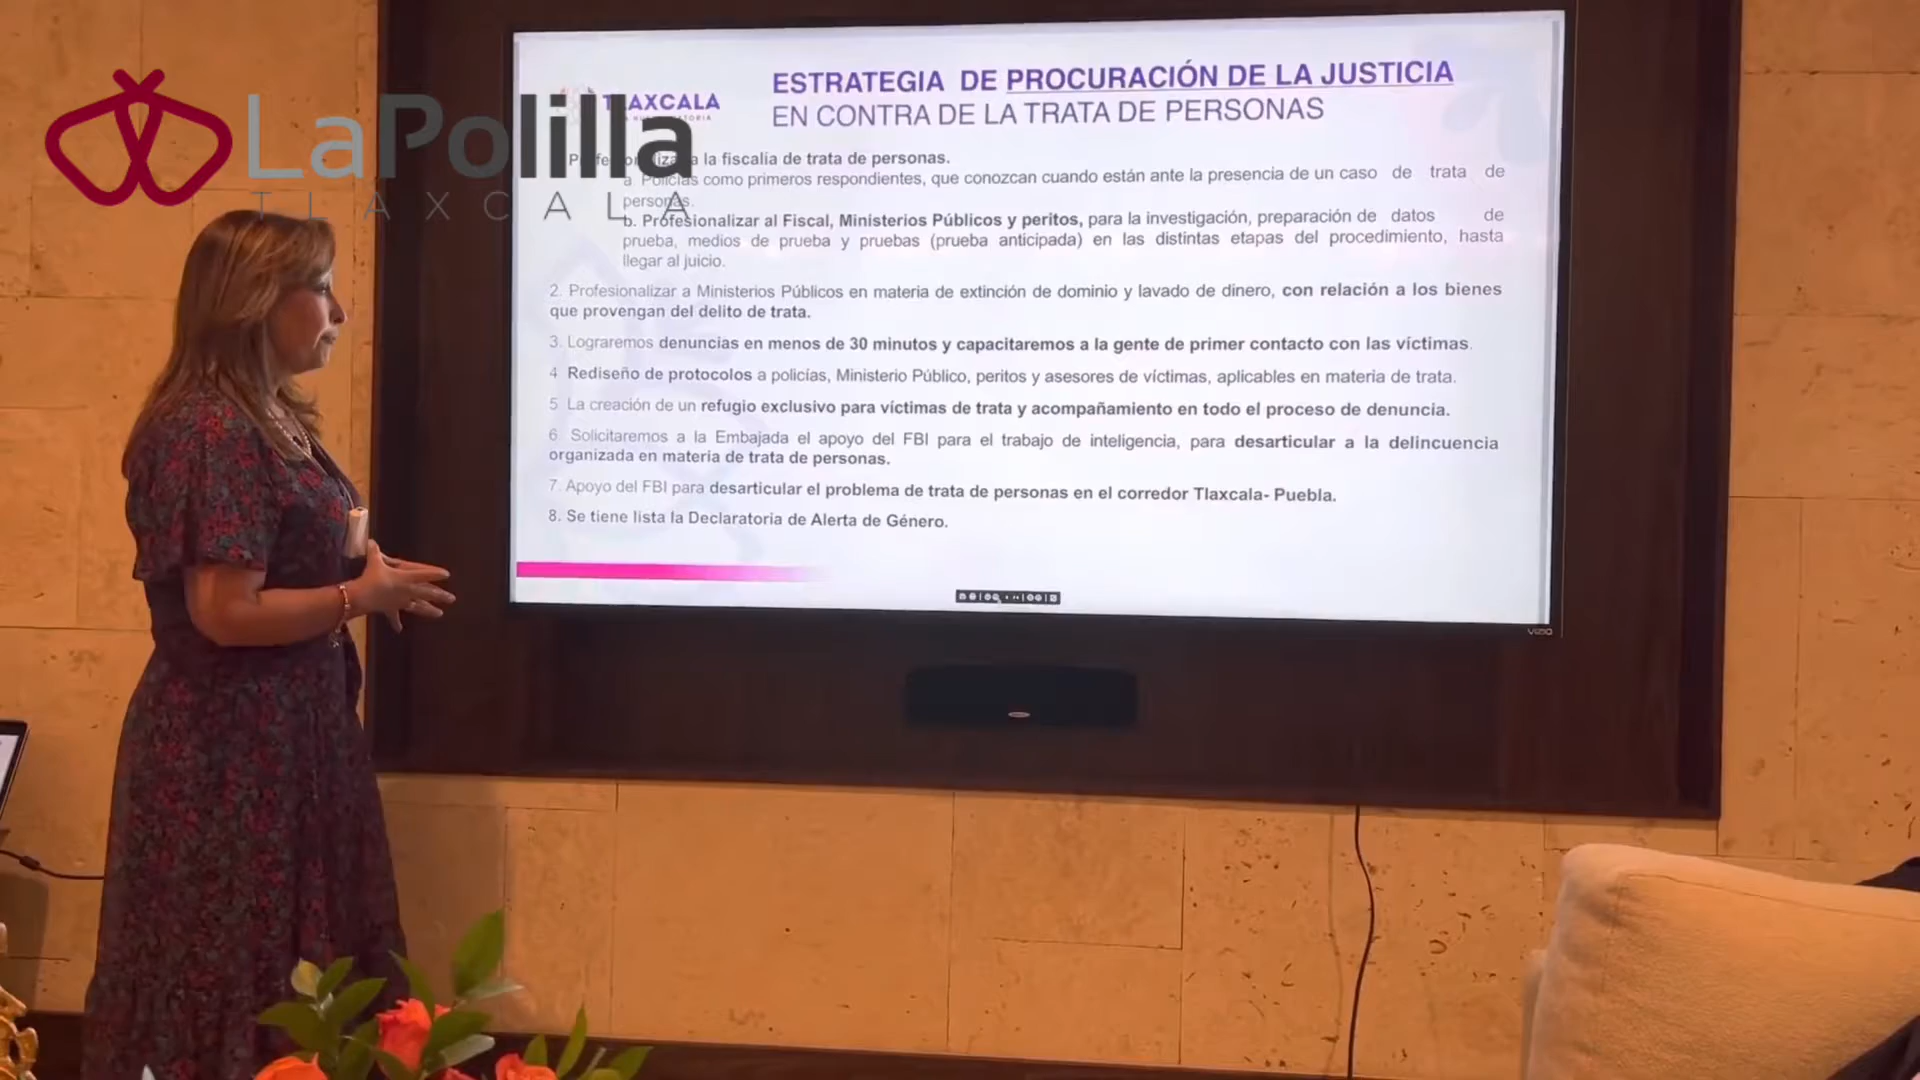 LaPolilla
TLAXCALA
TLAXCALA
ESTRATEGIA DE PROCURACIÓN DE LA JUSTICIA
EN CONTRA DE LA TRATA DE PERSONAS
a la fiscalía de trata de personas.
a Policías como primeros respondientes, que conozcan cuando están ante la presencia de un caso de trata de
personas.
b. Profesionalizar al Fiscal, Ministerios Públicos y peritos, para la investigación, preparación de datos de
prueba, medios de prueba y pruebas (prueba anticipada) en las distintas etapas del procedimiento, hasta
llegar al juicio.
2. Profesionalizar a Ministerios Públicos en materia de extinción de dominio y lavado de dinero, con relación a los bienes
que provengan del delito de trata.
3. Lograremos denuncias en menos de 30 minutos y capacitaremos a la gente de primer contacto con las víctimas.
4 Rediseño de protocolos a policías, Ministerio Público, peritos y asesores de víctimas, aplicables en materia de trata.
5 La creación de un refugio exclusivo para víctimas de trata y acompañamiento en todo el proceso de denuncia.
6. Solicitaremos a la Embajada el apoyo del FBI para el trabajo de inteligencia, para desarticular a la delincuencia
organizada en materia de trata de personas.
7. Apoyo del FBI para desarticular el problema de trata de personas en el corredor Tlaxcala- Puebla.
8. Se tiene lista la Declaratoria de Alerta de Género.
VIZIO